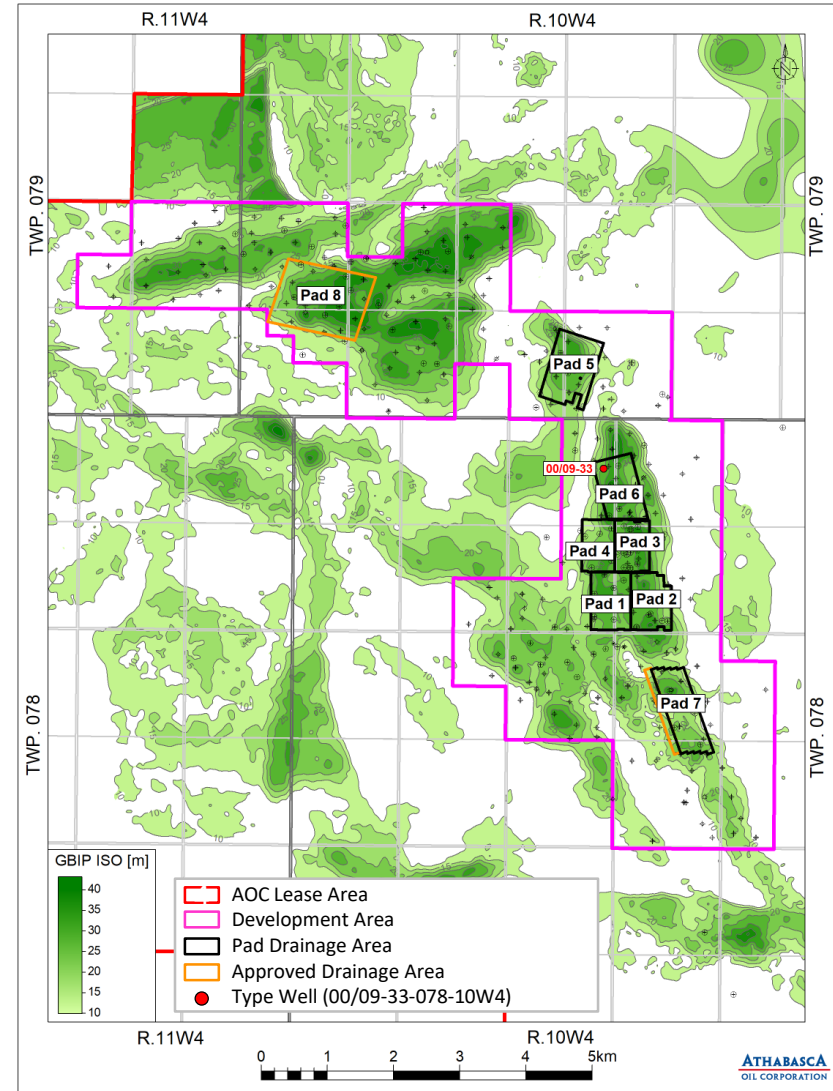 R.11W4 R.10W4
N
TWP. 079 TWP. 079
Pad 8
Pad 5
00/09-33
Pad 6
Pad 4 Pad 3
Pad 1 Pad 2
Pad 7
TWP. 078 TWP. 078
GBIP ISO [m]
40
35
30
25
20
15
10
AOC Lease Area
Development Area
Pad Drainage Area
Approved Drainage Area
Type Well (00/09-33-078-10W4)
R.11W4 R.10W4
0 1 2 3 4 5km
ATHABASCA
OIL CORPORATION